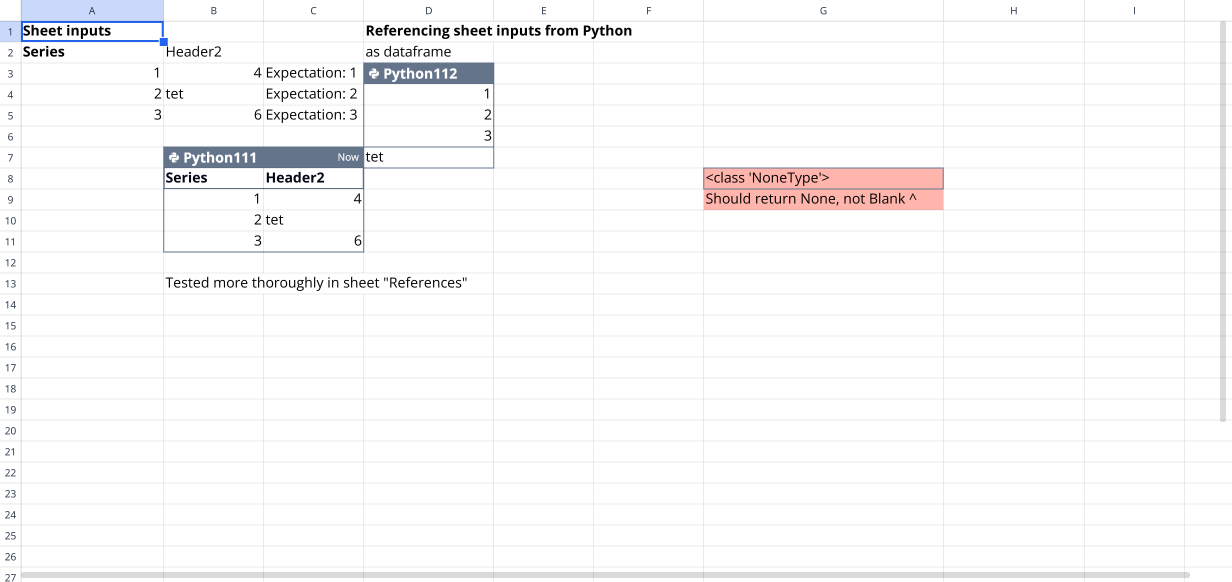 A B C D E F G H I
1 Sheet inputs Referencing sheet inputs from Python
2 Series Header2 as dataframe
3 1 4 Expectation: 1 Python112
4 2 tet Expectation: 2 1
5 3 6 Expectation: 3 2
6 3
7 Python111 Now tet
8 Series Header2 <class 'NoneType'>
9 1 4 Should return None, not Blank ^
10 2 tet
11 3 6
12
13 Tested more thoroughly in sheet "References"
14
15
16
17
18
19
20
21
22
23
24
25
26
27